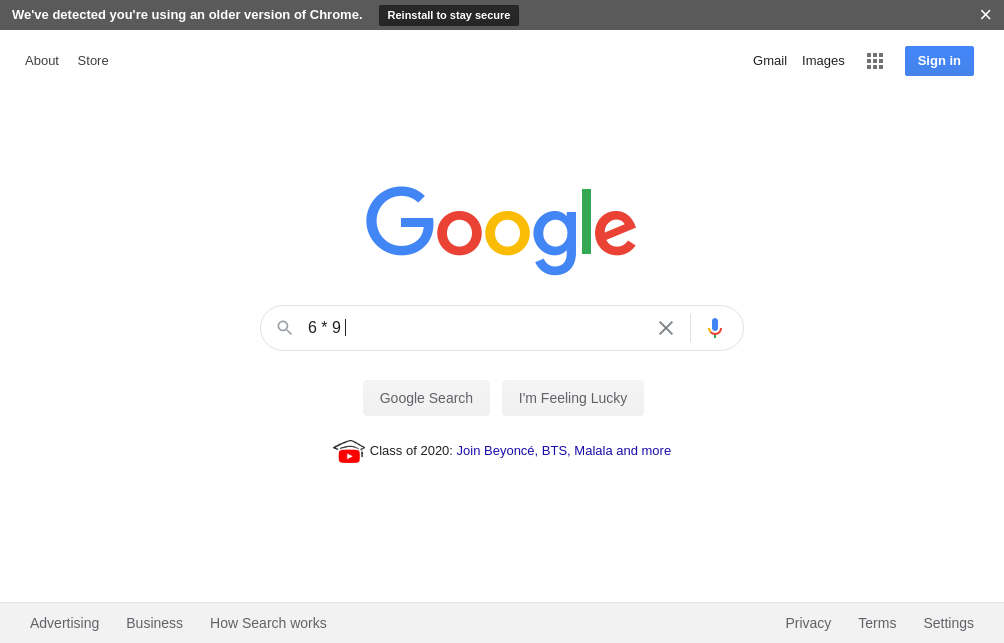 We've detected you're using an older version of Chrome. Reinstall to stay secure
About Store Gmail Images Sign in
Google
6 * 9
Google Search I'm Feeling Lucky
Class of 2020: Join Beyoncé, BTS, Malala and more
Advertising Business How Search works Privacy Terms Settings